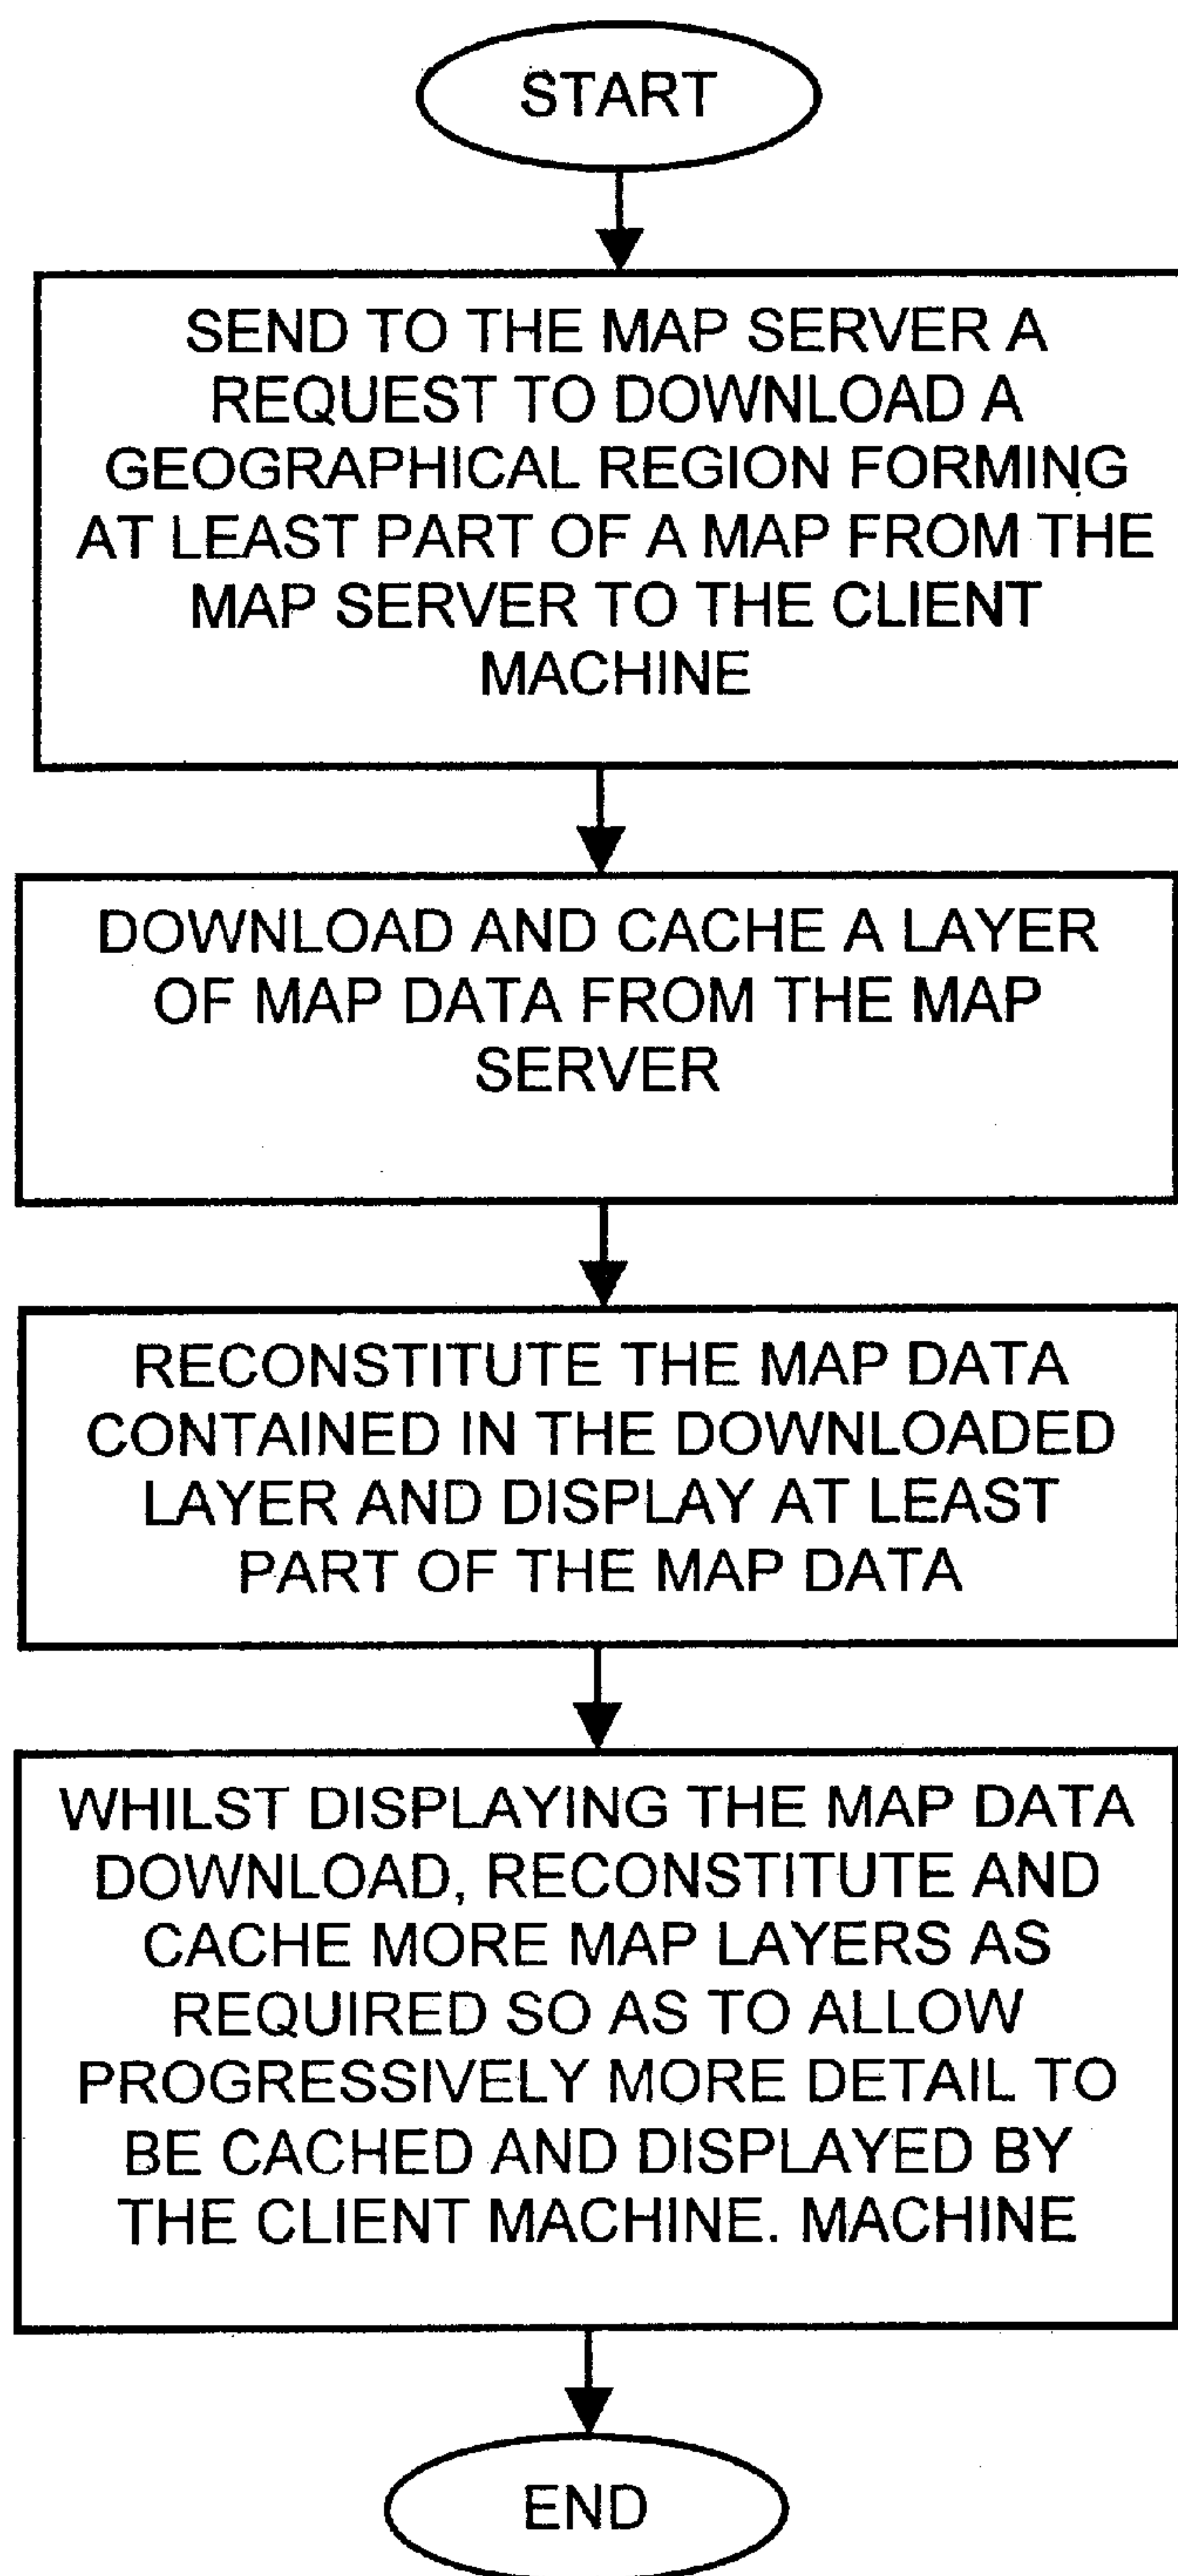 START
SEND TO THE MAP SERVER A
REQUEST TO DOWNLOAD A
GEOGRAPHICAL REGION FORMING
AT LEAST PART OF A MAP FROM THE
MAP SERVER TO THE CLIENT
MACHINE
DOWNLOAD AND CACHE A LAYER
OF MAP DATA FROM THE MAP
SERVER
RECONSTITUTE THE MAP DATA
CONTAINED IN THE DOWNLOADED
LAYER AND DISPLAY AT LEAST
PART OF THE MAP DATA
WHILST DISPLAYING THE MAP DATA
DOWNLOAD, RECONSTITUTE AND
CACHE MORE MAP LAYERS AS
REQUIRED SO AS TO ALLOW
PROGRESSIVELY MORE DETAIL TO
BE CACHED AND DISPLAYED BY
THE CLIENT MACHINE. MACHINE
END